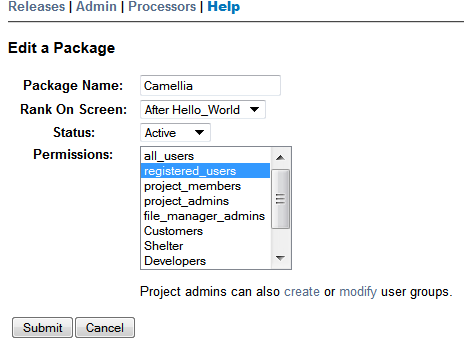 Releases | Admin | Processors | Help
Edit a Package
Package Name: Camellia
Rank On Screen: After Hello_World
Status: Active
Permissions:
all_users
registered_users
project_members
project_admins
file_manager_admins
Customers
Shelter
Developers
Project admins can also create or modify user groups.
Submit Cancel